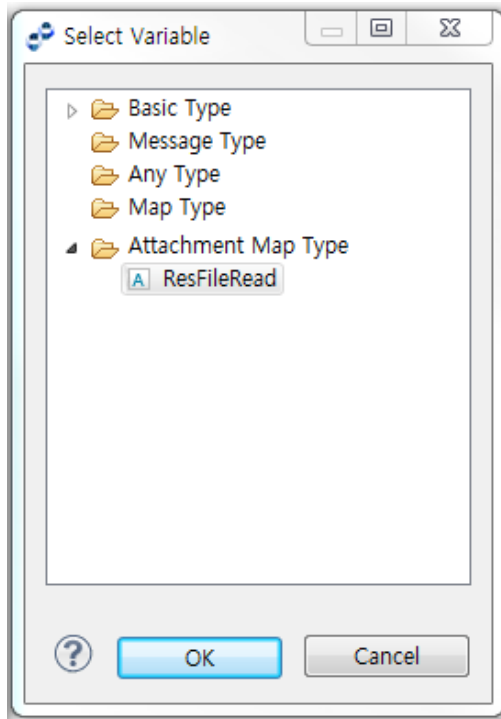 Select Variable
Basic Type
Message Type
Any Type
Map Type
Attachment Map Type
A ResFileRead
? OK Cancel